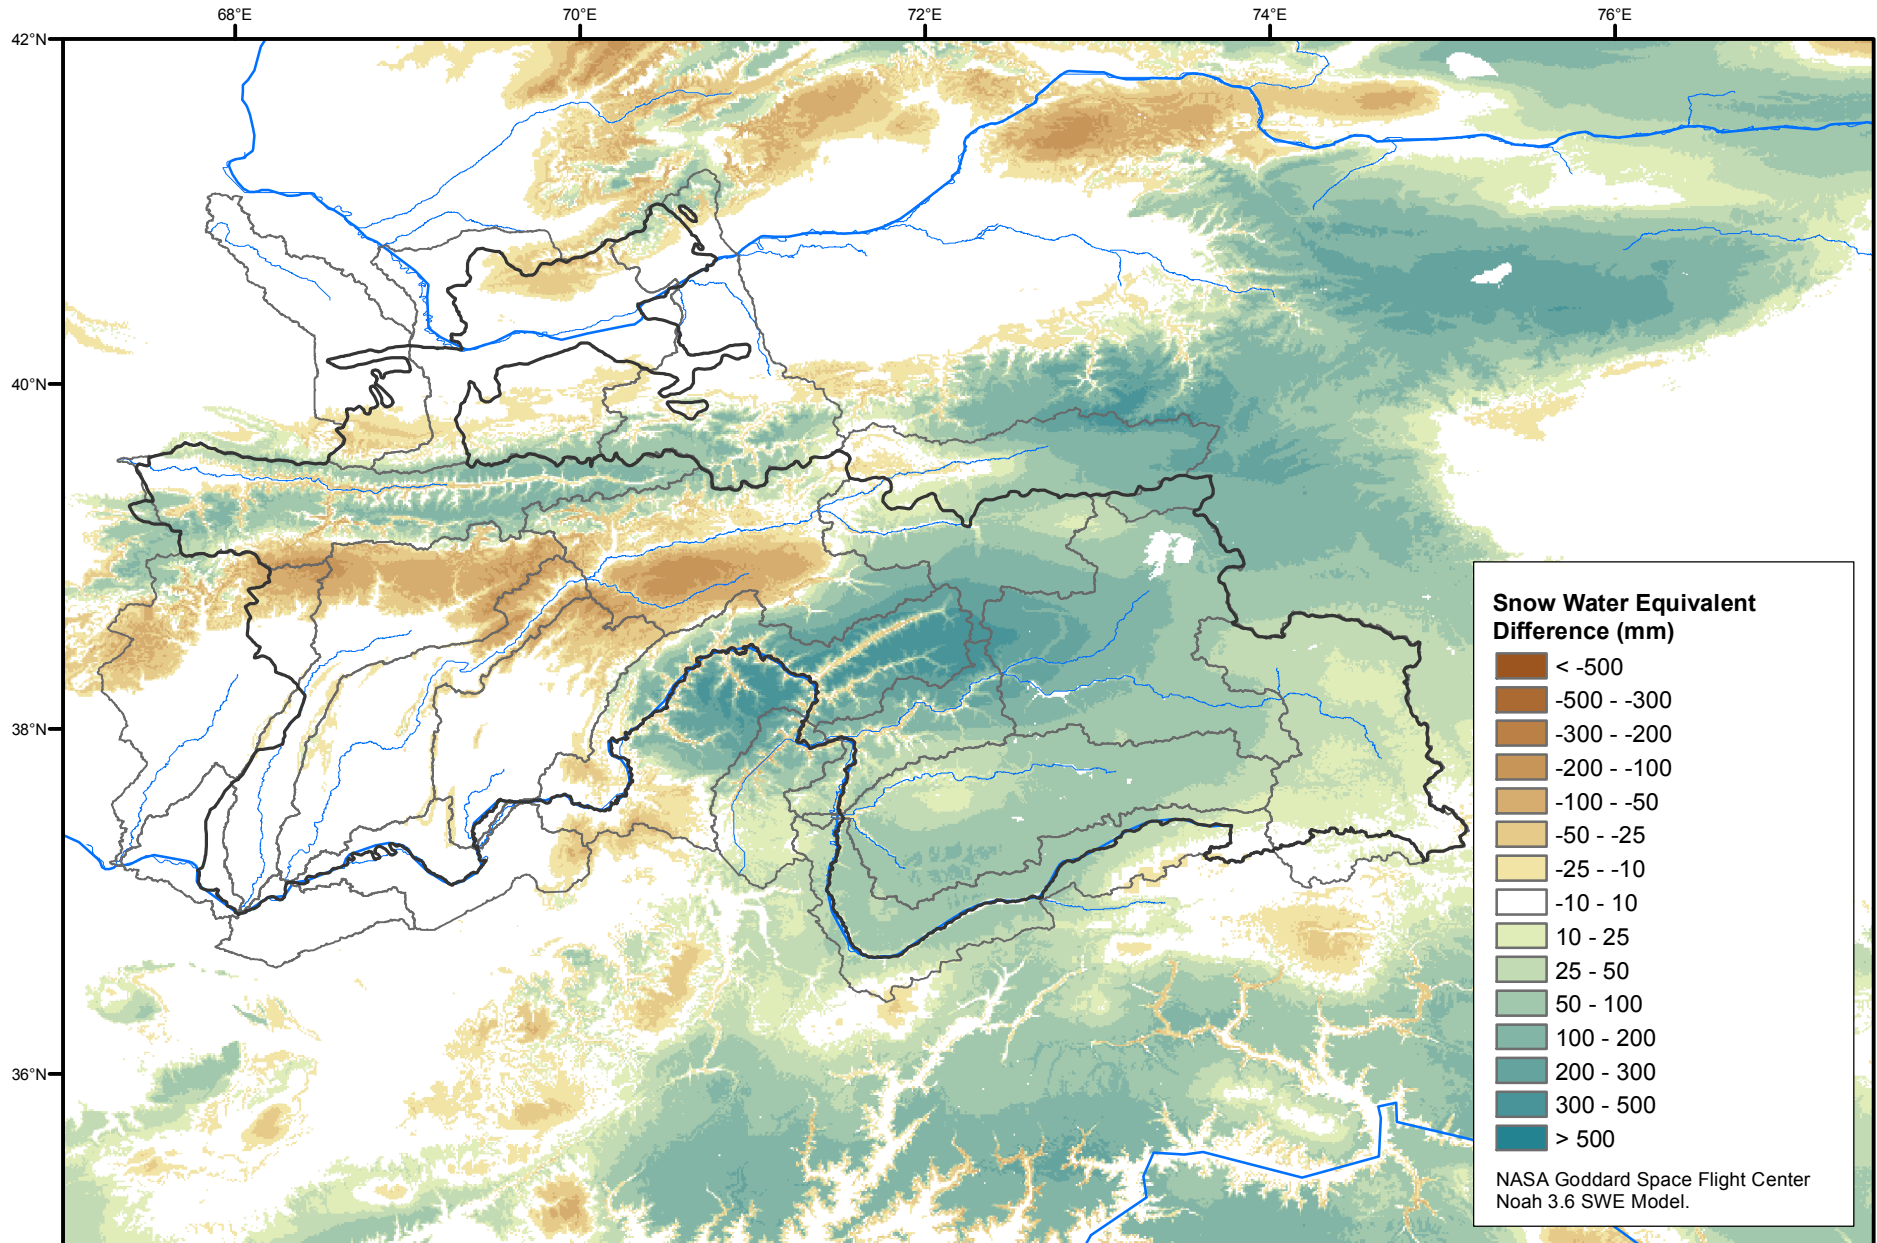 68°E
70°E
72°E
74°E
76°E
42°N
40°N
38°N
36°N
Snow Water Equivalent
Difference (mm)
< -500
-500 - -300
-300 - -200
-200 - -100
-100 - -50
-50 - -25
-25 - -10
-10 - 10
10 - 25
25 - 50
50 - 100
100 - 200
200 - 300
300 - 500
> 500
NASA Goddard Space Flight Center
Noah 3.6 SWE Model.